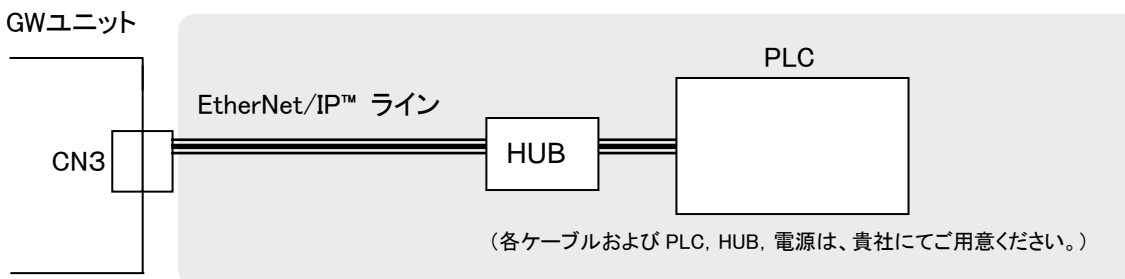 GWユニット
PLC
EtherNet/IP™ ライン
CN3
HUB
（各ケーブルおよび PLC, HUB, 電源は、貴社にてご用意ください。）